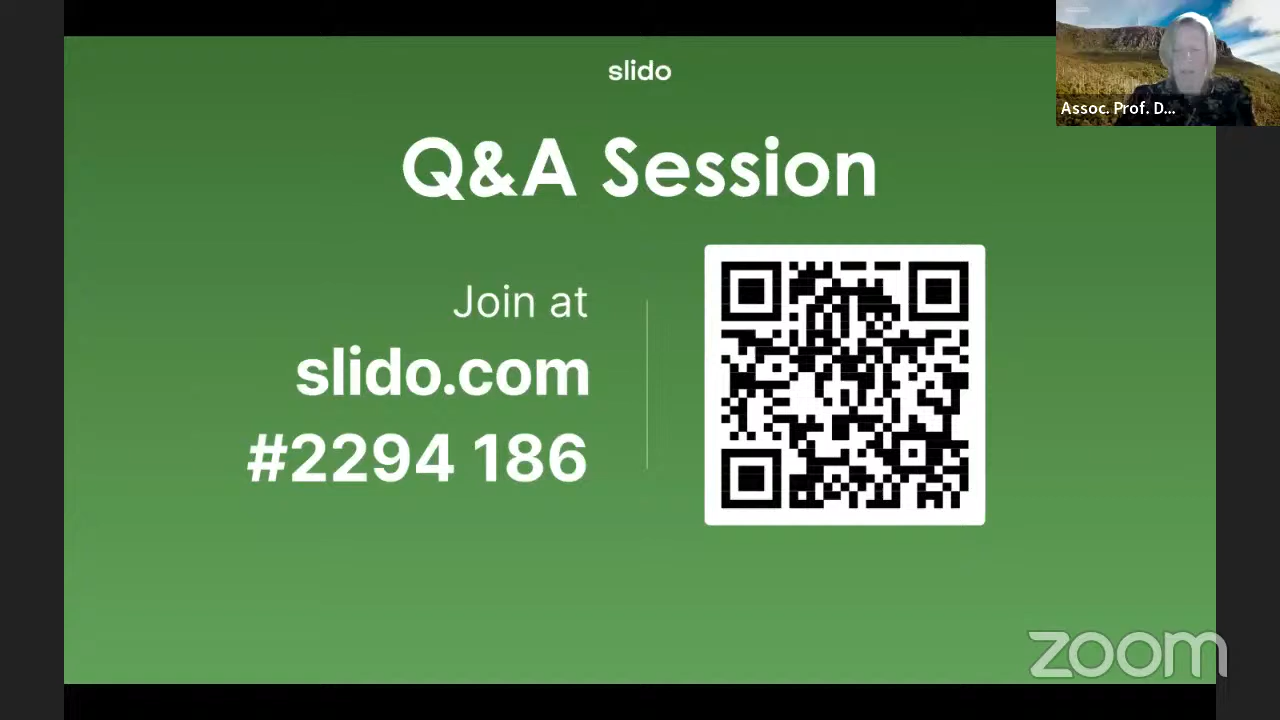 slido
Q&A Session
Join at
slido.com
#2294 186
Assoc. Prof. D...
zoom